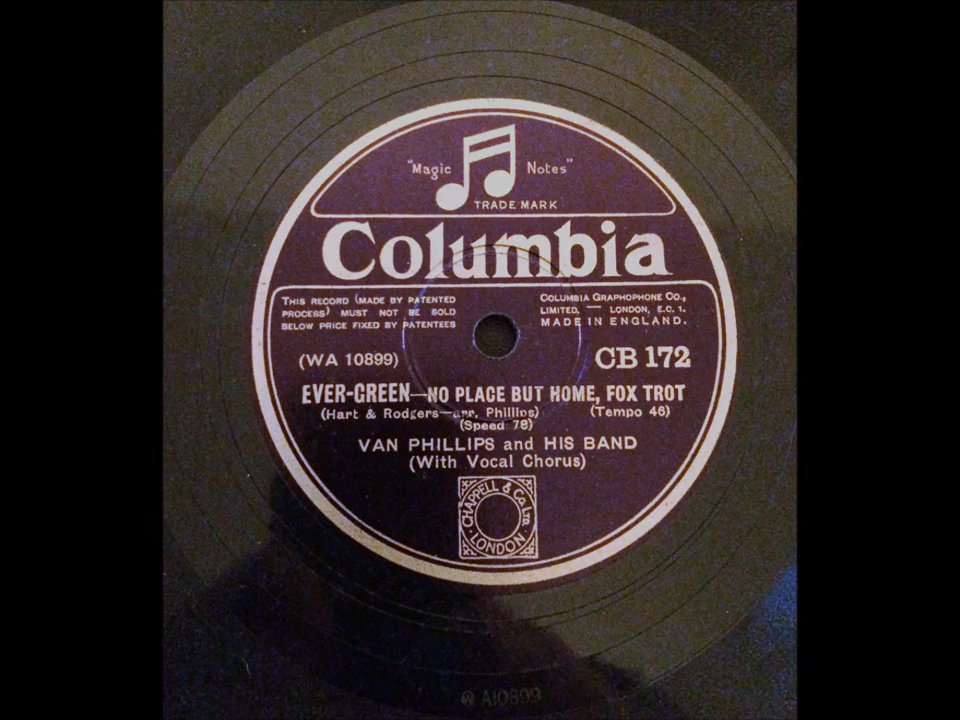 "Magic Notes"
TRADE MARK
Columbia
THIS RECORD (MADE BY PATENTED
PROCESS) MUST NOT BE SOLD
BELOW PRICE FIXED BY PATENTEES
COLUMBIA GRAPHOPHONE CO.,
LIMITED. — LONDON, E.C.1.
MADE IN ENGLAND.
(WA 10899)
CB 172
EVER-GREEN—NO PLACE BUT HOME, FOX TROT
(Hart & Rodgers—arr. Phillips) (Tempo 46)
(Speed 78)
VAN PHILLIPS and HIS BAND
(With Vocal Chorus)
CHAPPELL & Co. LTD.
LONDON
A10899